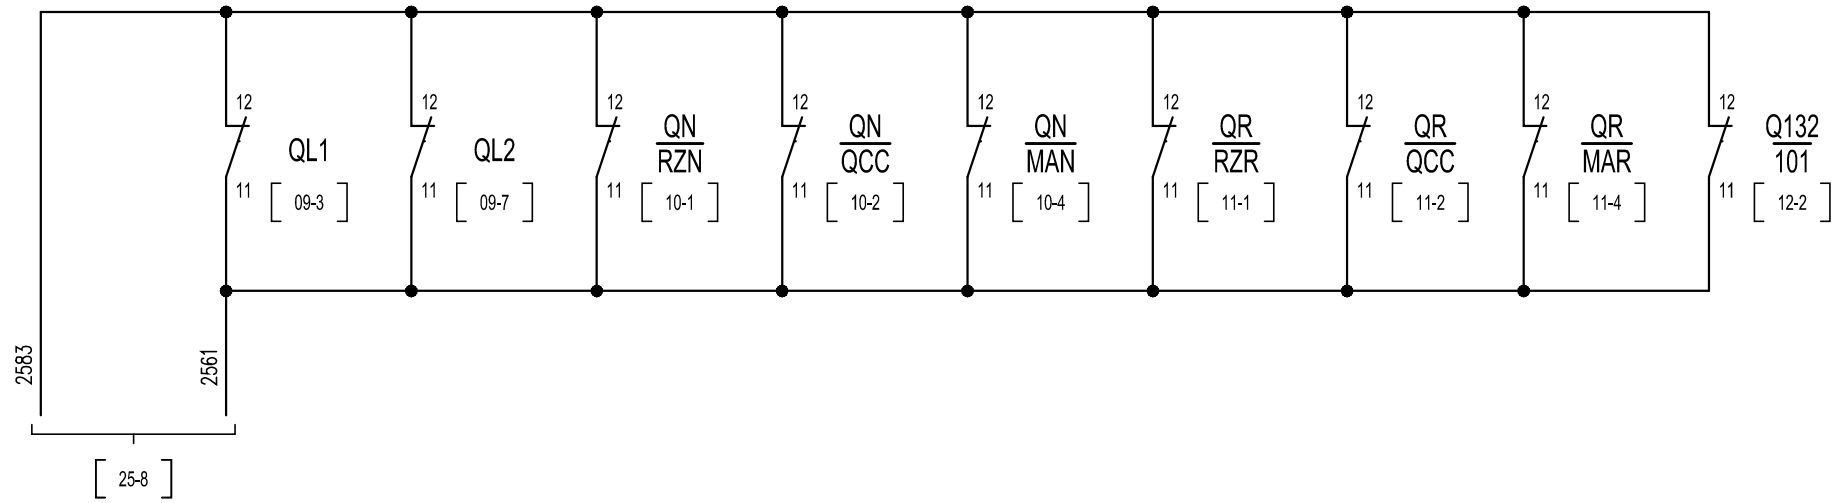 12 12 12 12 12 12 12 12 12
QL1 QL2 QN QN QN QR QR QR Q132
RZN QCC MAN RZR QCC MAR 101
11 11 11 11 11 11 11 11 11
09-3 09-7 10-1 10-2 10-4 11-1 11-2 11-4 12-2
2583 2561
25-8